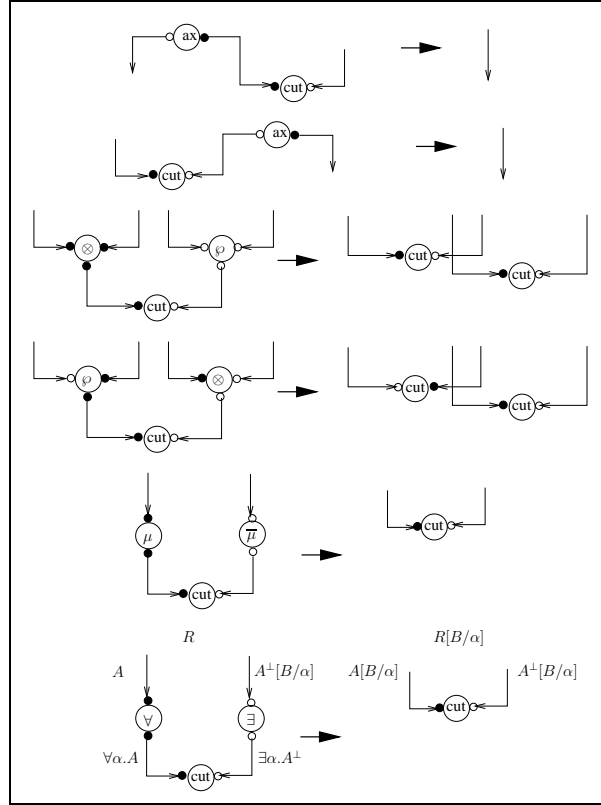 ax
cut
ax
cut
⊗ ℘
cut
cut
cut
℘ ⊗
cut
cut
cut
μ μ̅
cut
cut
R R[B/α]
A A⊥[B/α] A[B/α] A⊥[B/α]
cut
∀ ∃
∀α.A ∃α.A⊥
cut